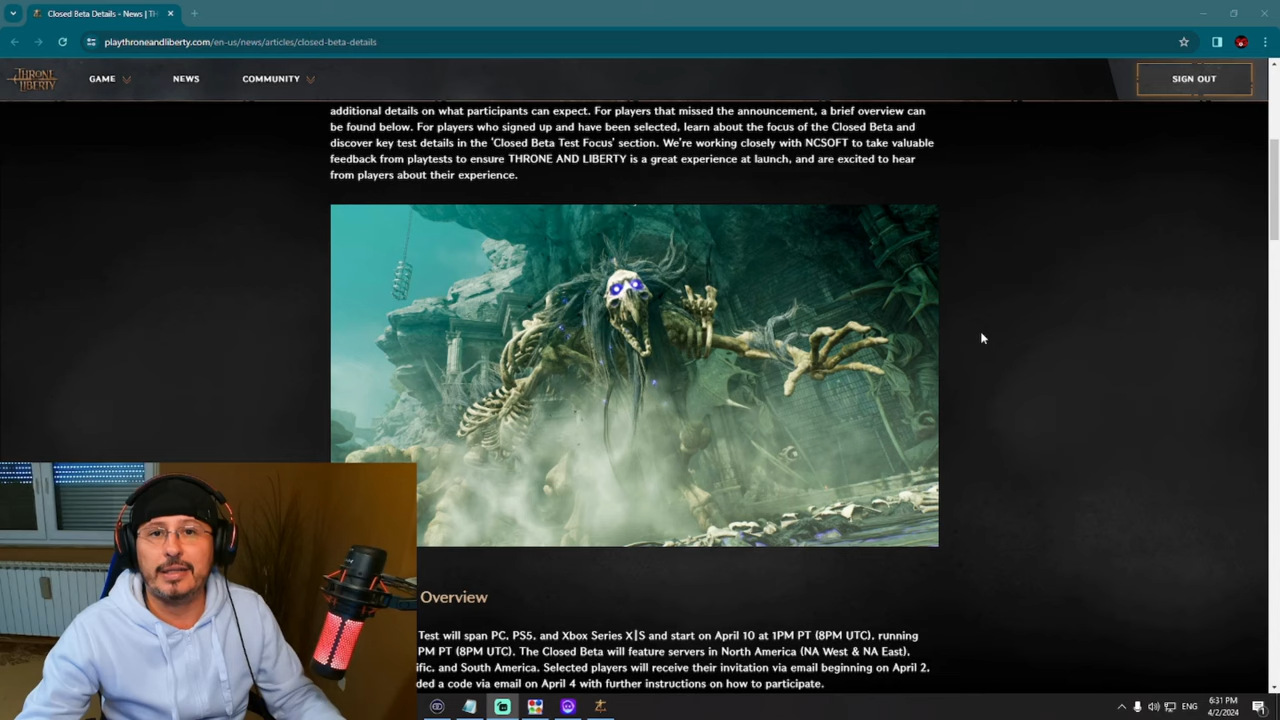 Closed Beta Details - News | TH
playthroneandliberty.com/en-us/news/articles/closed-beta-details
THRONE
LIBERTY
GAME
NEWS
COMMUNITY
SIGN OUT
additional details on what participants can expect. For players that missed the announcement, a brief overview can
be found below. For players who signed up and have been selected, learn about the focus of the Closed Beta and
discover key test details in the 'Closed Beta Test Focus' section. We're working closely with NCSOFT to take valuable
feedback from playtests to ensure THRONE AND LIBERTY is a great experience at launch, and are excited to hear
from players about their experience.
Overview
Test will span PC, PS5, and Xbox Series X|S and start on April 10 at 1PM PT (8PM UTC), running
PM PT (8PM UTC). The Closed Beta will feature servers in North America (NA West & NA East),
ific, and South America. Selected players will receive their invitation via email beginning on April 2,
ded a code via email on April 4 with further instructions on how to participate.
ENG
6:31 PM
4/2/2024